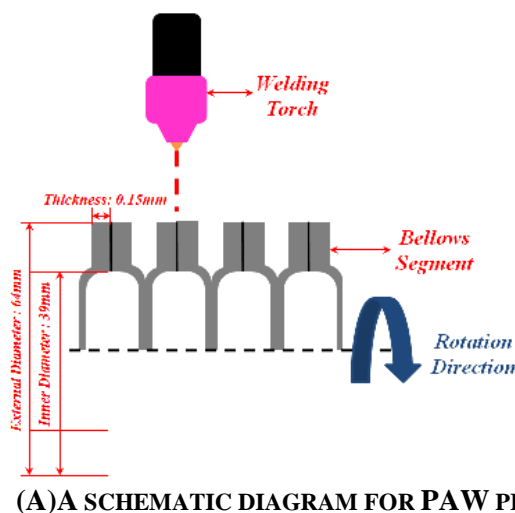 Welding
Torch
Thickness: 0.15mm
Bellows
Segment
External Diameter : 64mm
Inner Diameter : 39mm
Rotation
Direction
(A)A SCHEMATIC DIAGRAM FOR PAW